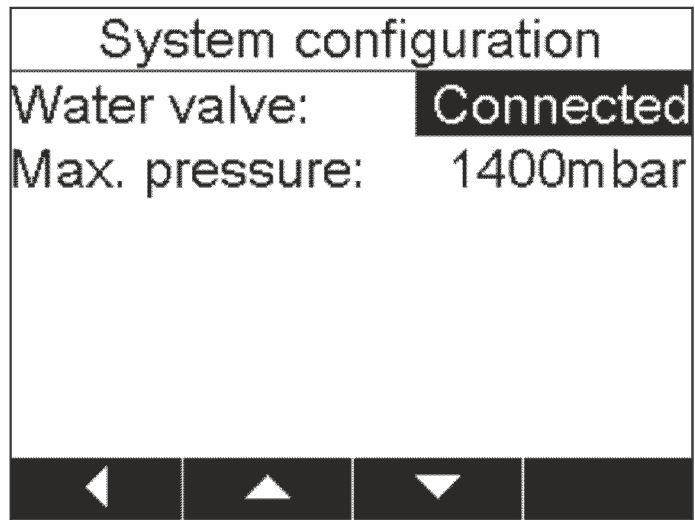 System configuration
Water valve: Connected
Max. pressure: 1400mbar